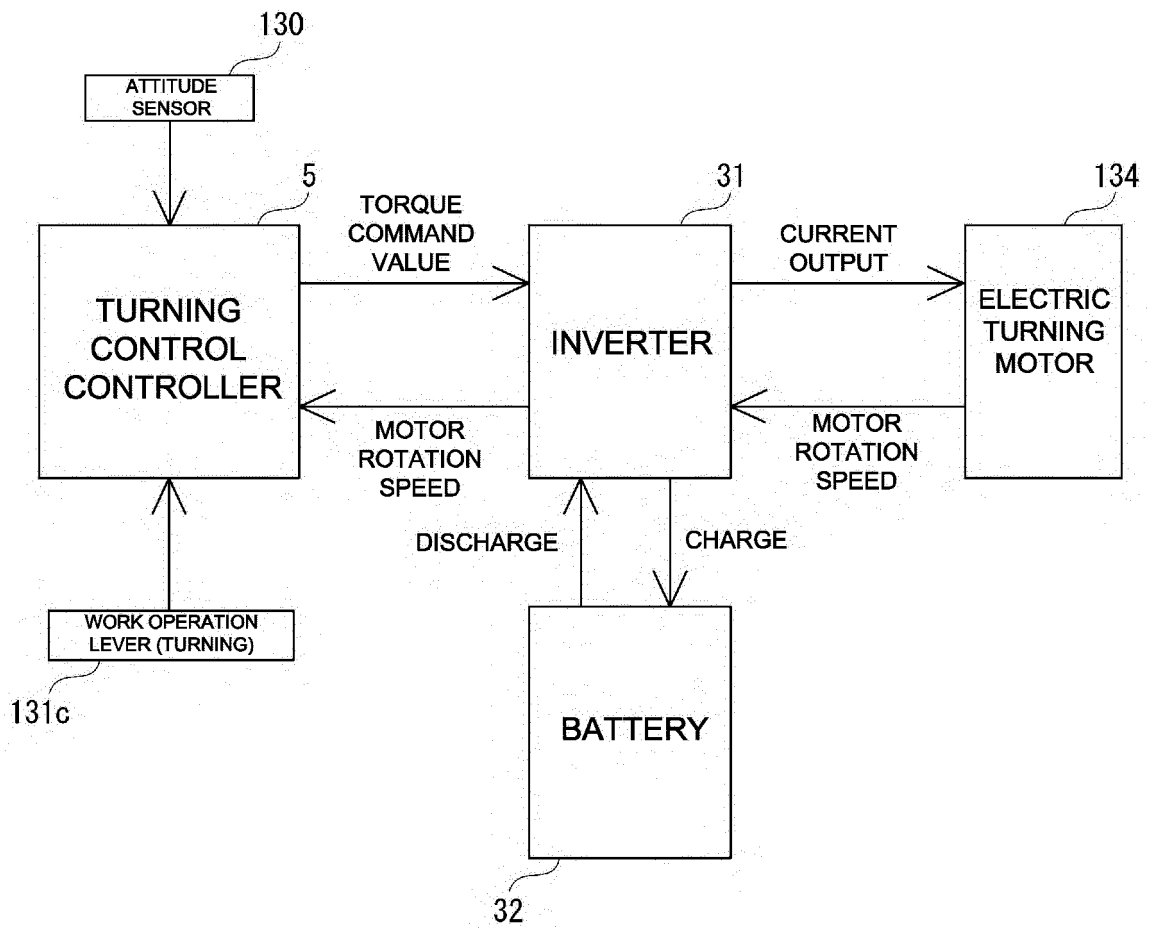 130
ATTITUDE
SENSOR
5
31
134
TORQUE
COMMAND
VALUE
CURRENT
OUTPUT
TURNING
CONTROL
CONTROLLER
INVERTER
ELECTRIC
TURNING
MOTOR
MOTOR
ROTATION
SPEED
MOTOR
ROTATION
SPEED
DISCHARGE
CHARGE
WORK OPERATION
LEVER (TURNING)
131c
BATTERY
32